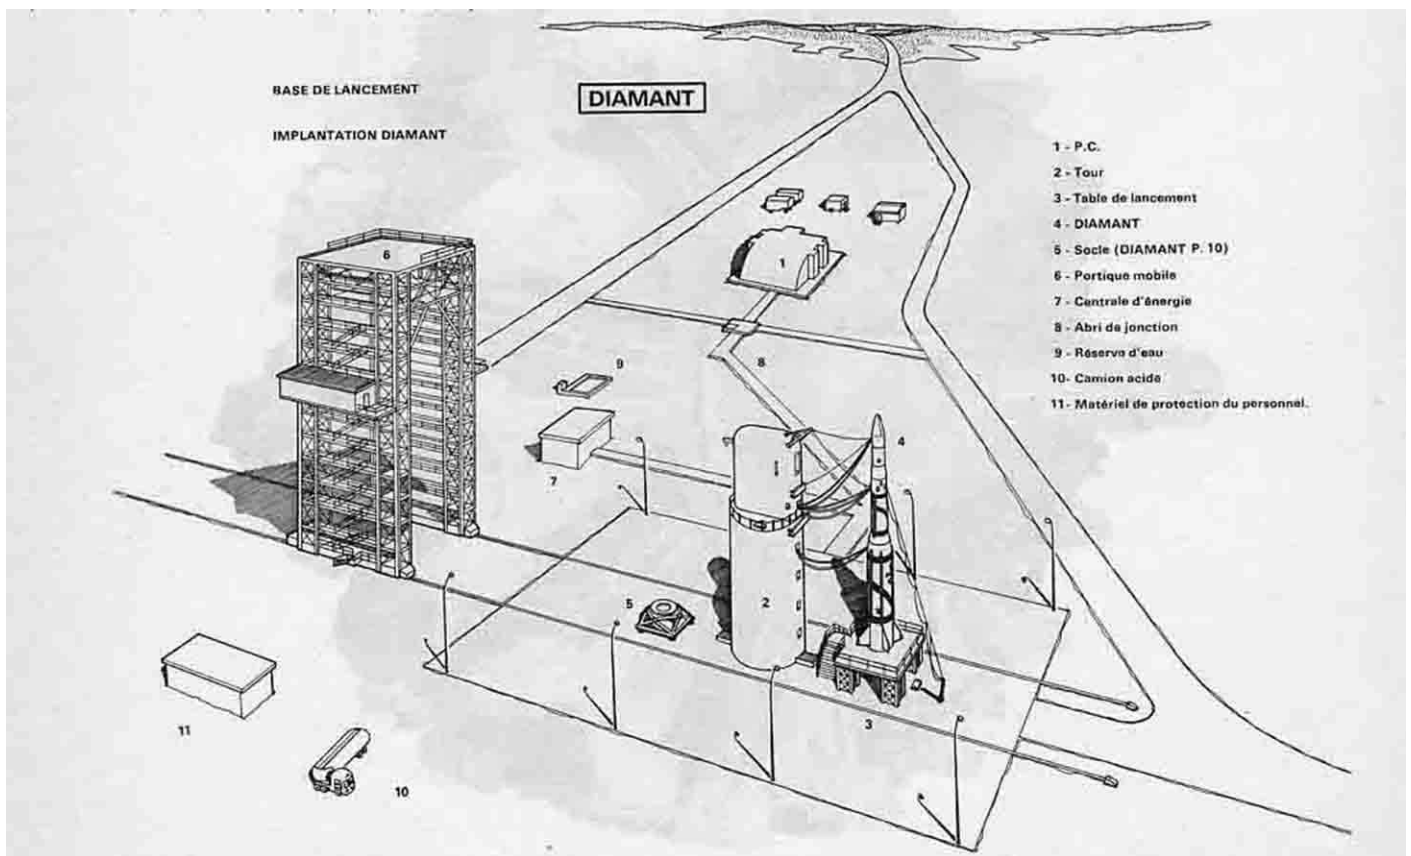 BASE DE LANCEMENT
DIAMANT
IMPLANTATION DIAMANT
1 - P.C.
2 - Tour
3 - Table de lancement
4 - DIAMANT
5 - Socle (DIAMANT P. 10)
6 - Portique mobile
7 - Centrale d'énergie
8 - Abri de jonction
9 - Réserve d'eau
10- Camion acide
11- Matériel de protection du personnel.
6
1
9
8
4
7
5
2
3
11
10